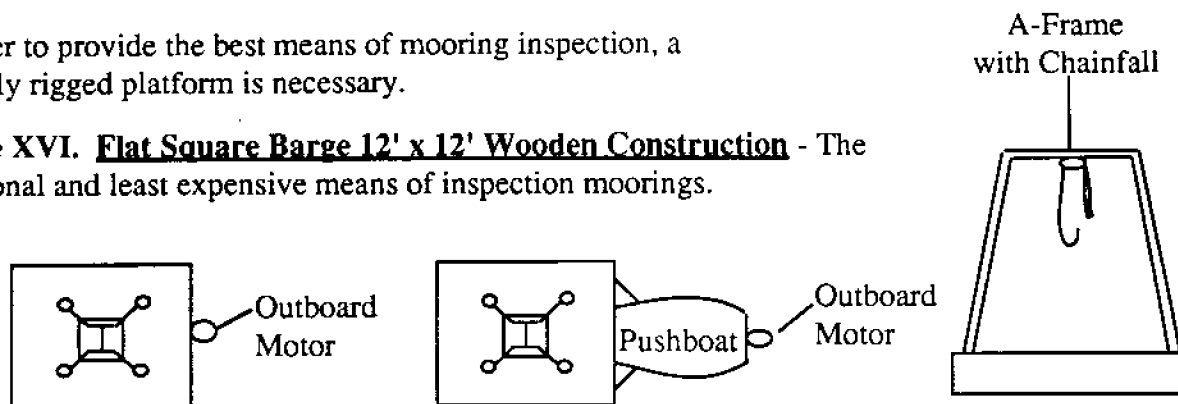 er to provide the best means of mooring inspection, a
ly rigged platform is necessary.
XVI. Flat Square Barge 12' x 12' Wooden Construction - The
onal and least expensive means of inspection moorings.
A-Frame
with Chainfall
Outboard
Motor
Pushboat
Outboard
Motor